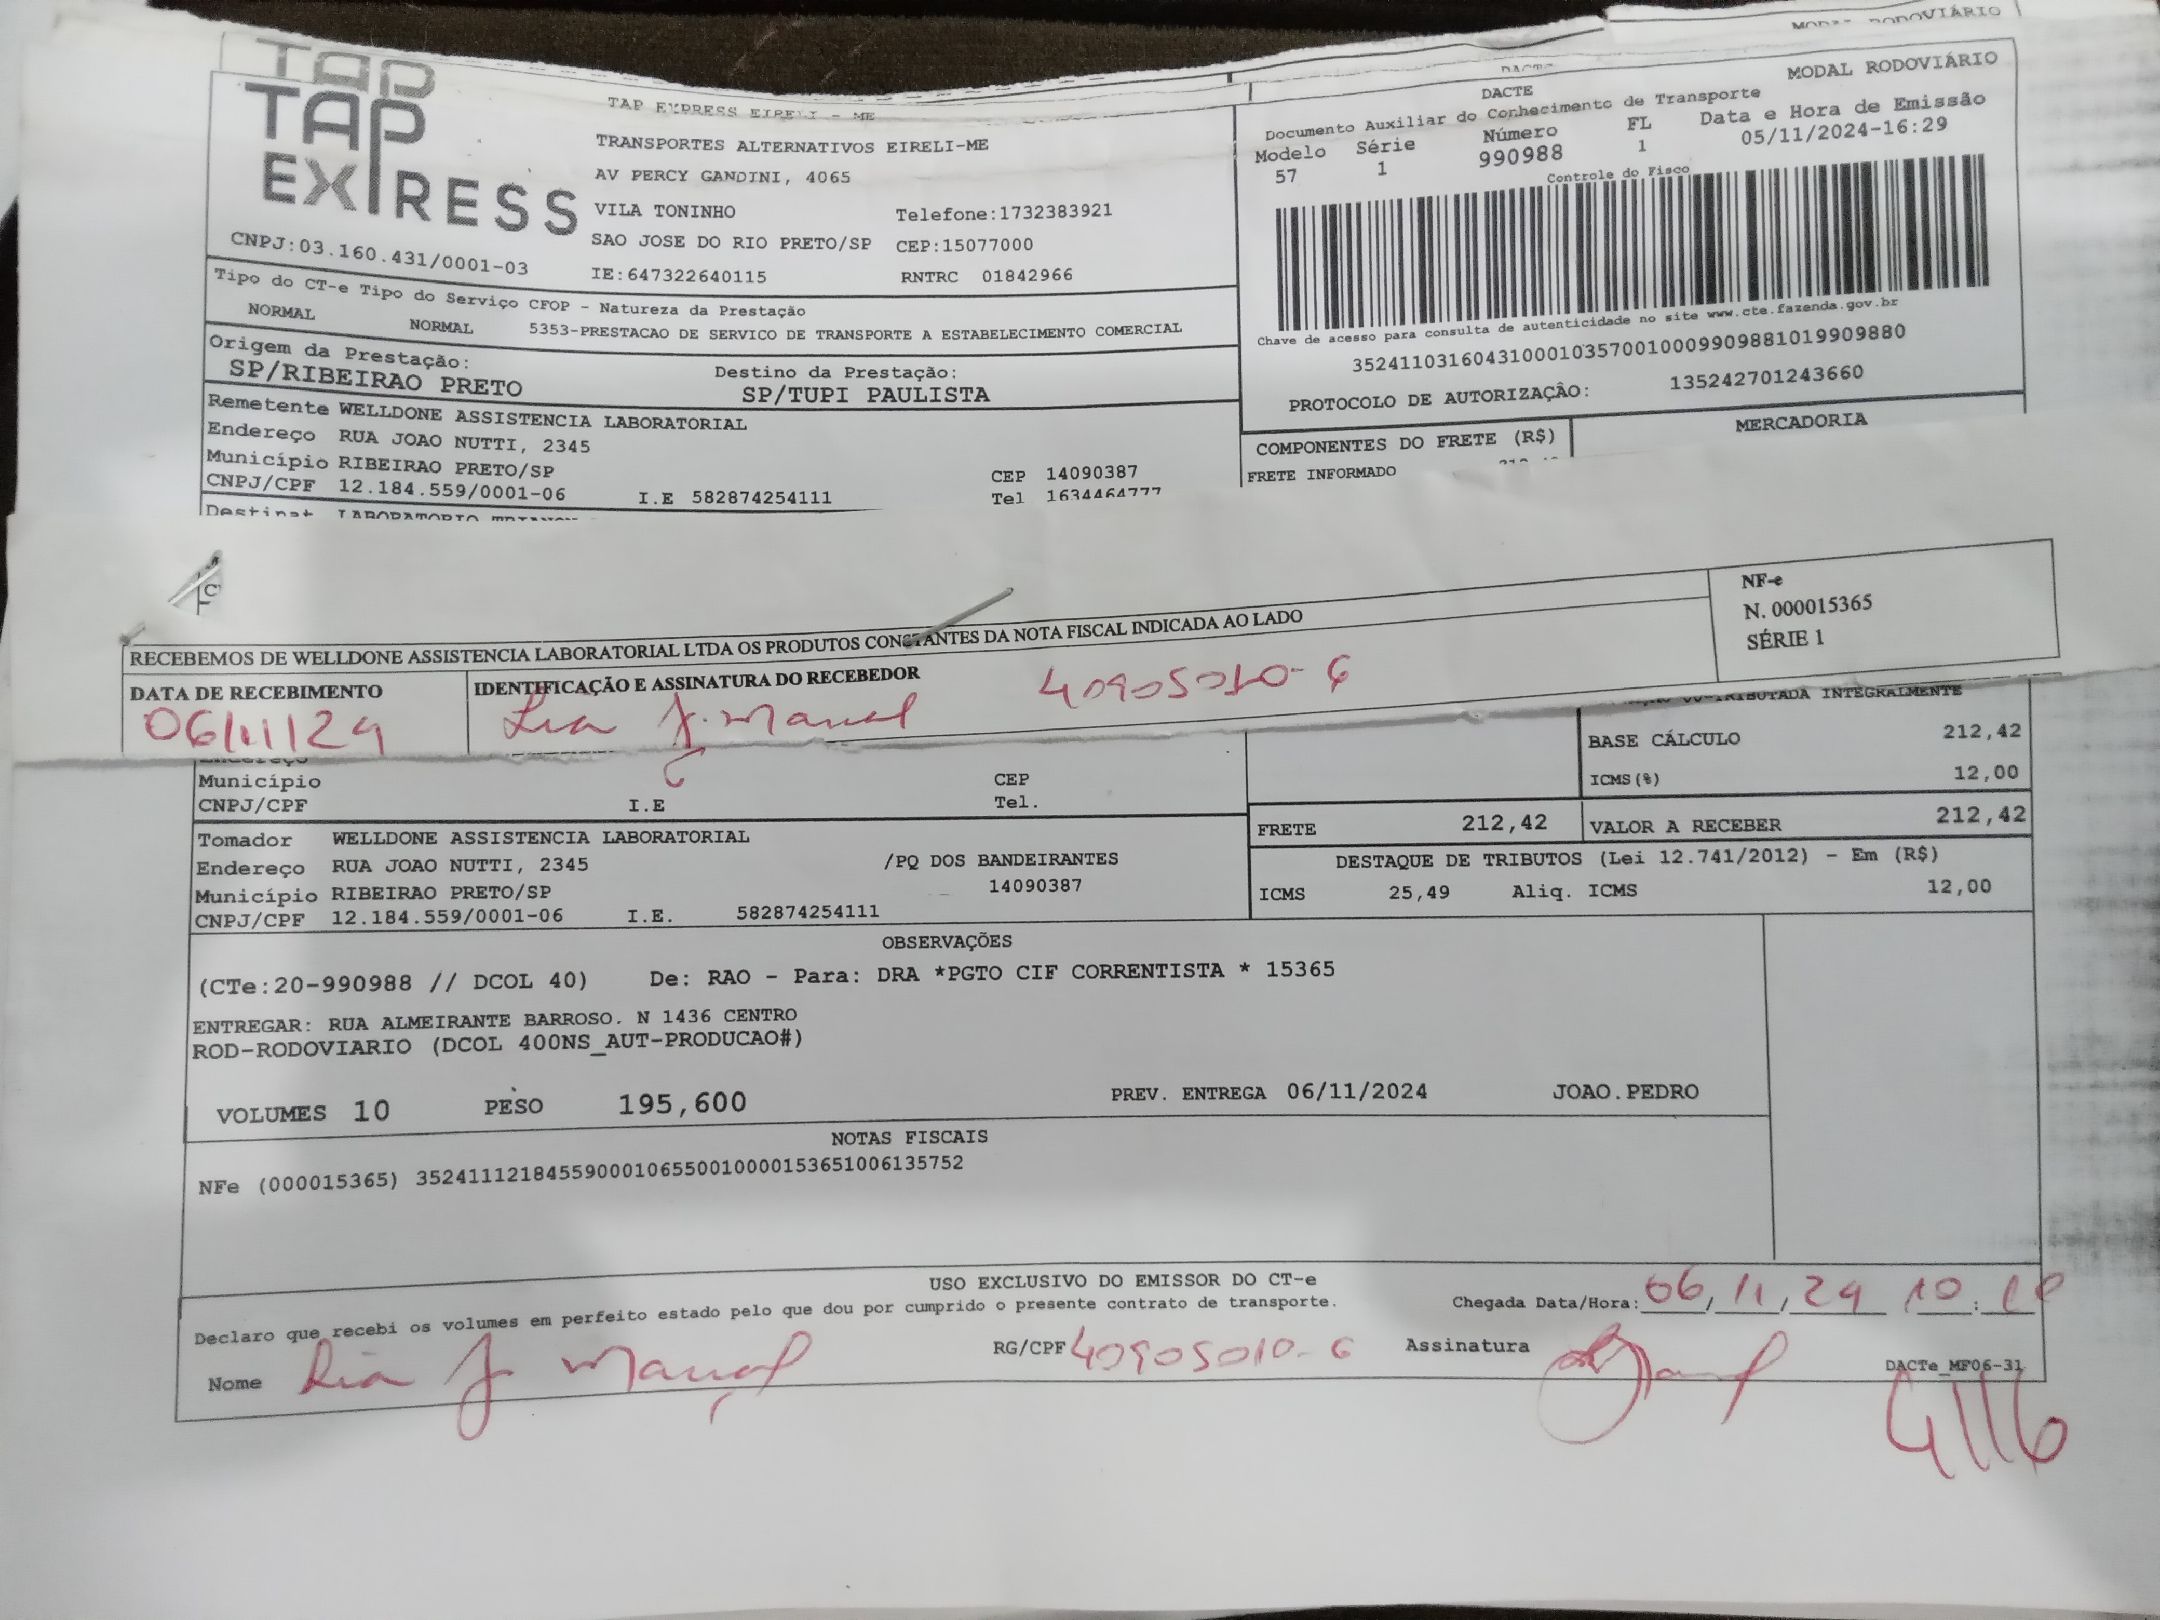 MODAL RODOVIÁRIO
TAP
TAP EXPRESS
TAP EXPRESS EIRELI - ME
TRANSPORTES ALTERNATIVOS EIRELI-ME
AV PERCY GANDINI, 4065
VILA TONINHO Telefone:1732383921
SAO JOSE DO RIO PRETO/SP CEP:15077000
CNPJ:03.160.431/0001-03
IE:647322640115 RNTRC 01842966
DACTE
DACTE MODAL RODOVIÁRIO
Documento Auxiliar do Conhecimento de Transporte
Modelo Série Número FL Data e Hora de Emissão
57 1 990988 1 05/11/2024-16:29
Controle do Fisco
Chave de acesso para consulta de autenticidade no site www.cte.fazenda.gov.br
35241103160431000103570010009909881019909880
PROTOCOLO DE AUTORIZAÇÂO: 135242701243660
Tipo do CT-e Tipo do Serviço CFOP - Natureza da Prestação
NORMAL NORMAL 5353-PRESTACAO DE SERVICO DE TRANSPORTE A ESTABELECIMENTO COMERCIAL
Origem da Prestação: Destino da Prestação:
SP/RIBEIRAO PRETO SP/TUPI PAULISTA
Remetente WELLDONE ASSISTENCIA LABORATORIAL
Endereço RUA JOAO NUTTI, 2345
Município RIBEIRAO PRETO/SP CEP 14090387
CNPJ/CPF 12.184.559/0001-06 I.E 582874254111 Tel 1634464777
COMPONENTES DO FRETE (R$) MERCADORIA
FRETE INFORMADO
Destinat LABORATORIO
RECEBEMOS DE WELLDONE ASSISTENCIA LABORATORIAL LTDA OS PRODUTOS CONSTANTES DA NOTA FISCAL INDICADA AO LADO
NF-e
N. 000015365
SÉRIE 1
DATA DE RECEBIMENTO IDENTIFICAÇÃO E ASSINATURA DO RECEBEDOR
06/11/24 Lia J. Marçal 40905010-6
TRIBUTADA INTEGRALMENTE
BASE CÁLCULO 212,42
ICMS(%) 12,00
Município CEP
CNPJ/CPF I.E Tel.
FRETE 212,42 VALOR A RECEBER 212,42
Tomador WELLDONE ASSISTENCIA LABORATORIAL
Endereço RUA JOAO NUTTI, 2345 /PQ DOS BANDEIRANTES
Município RIBEIRAO PRETO/SP 14090387
CNPJ/CPF 12.184.559/0001-06 I.E. 582874254111
DESTAQUE DE TRIBUTOS (Lei 12.741/2012) - Em (R$)
ICMS 25,49 Aliq. ICMS 12,00
OBSERVAÇÕES
(CTe:20-990988 // DCOL 40) De: RAO - Para: DRA *PGTO CIF CORRENTISTA * 15365
ENTREGAR: RUA ALMEIRANTE BARROSO. N 1436 CENTRO
ROD-RODOVIARIO (DCOL 400NS_AUT-PRODUCAO#)
VOLUMES 10 PESO 195,600 PREV. ENTREGA 06/11/2024 JOAO.PEDRO
NOTAS FISCAIS
NFe (000015365) 35241112184559000106550010000153651006135752
USO EXCLUSIVO DO EMISSOR DO CT-e
Declaro que recebi os volumes em perfeito estado pelo que dou por cumprido o presente contrato de transporte.
Chegada Data/Hora: 06/11/24 10:10
Nome Lia J Marçal RG/CPF 40905010-6 Assinatura
DACTe_MF06-31
4116